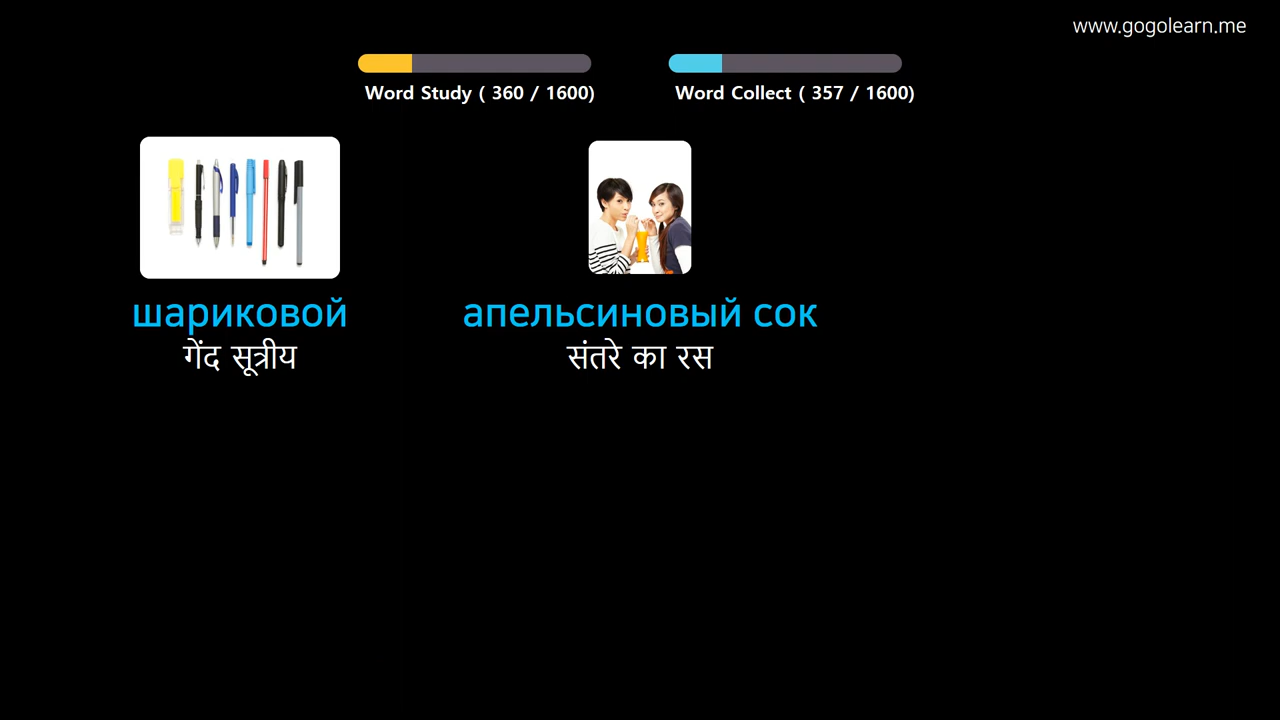 www.gogolearn.me
Word Study ( 360 / 1600)
Word Collect ( 357 / 1600)
шариковой
गेंद सूत्रीय
апельсиновый сок
संतरे का रस